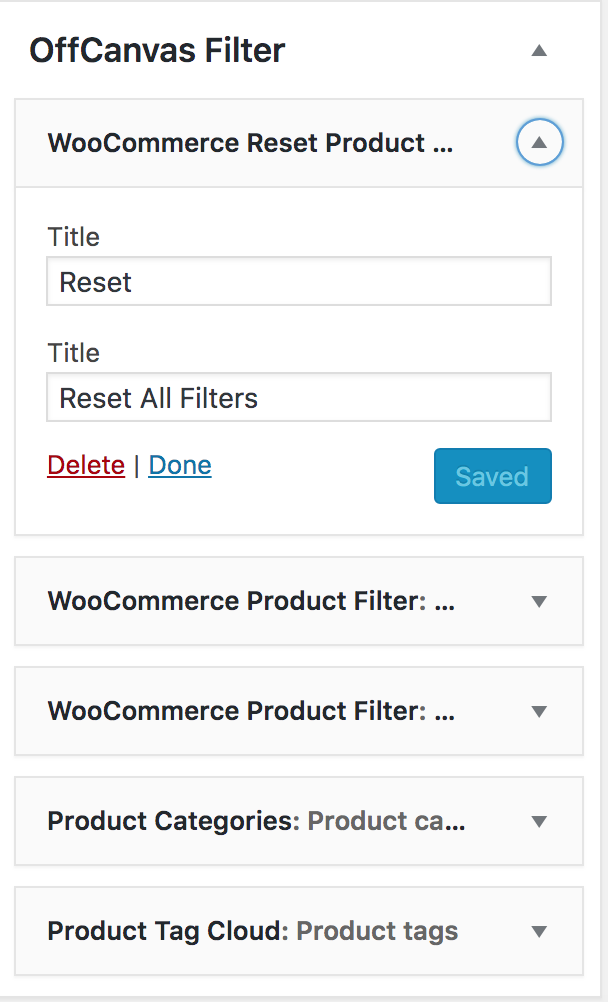 OffCanvas Filter
WooCommerce Reset Product ...
Title
Reset
Title
Reset All Filters
Delete | Done
Saved
WooCommerce Product Filter: ...
WooCommerce Product Filter: ...
Product Categories: Product ca...
Product Tag Cloud: Product tags